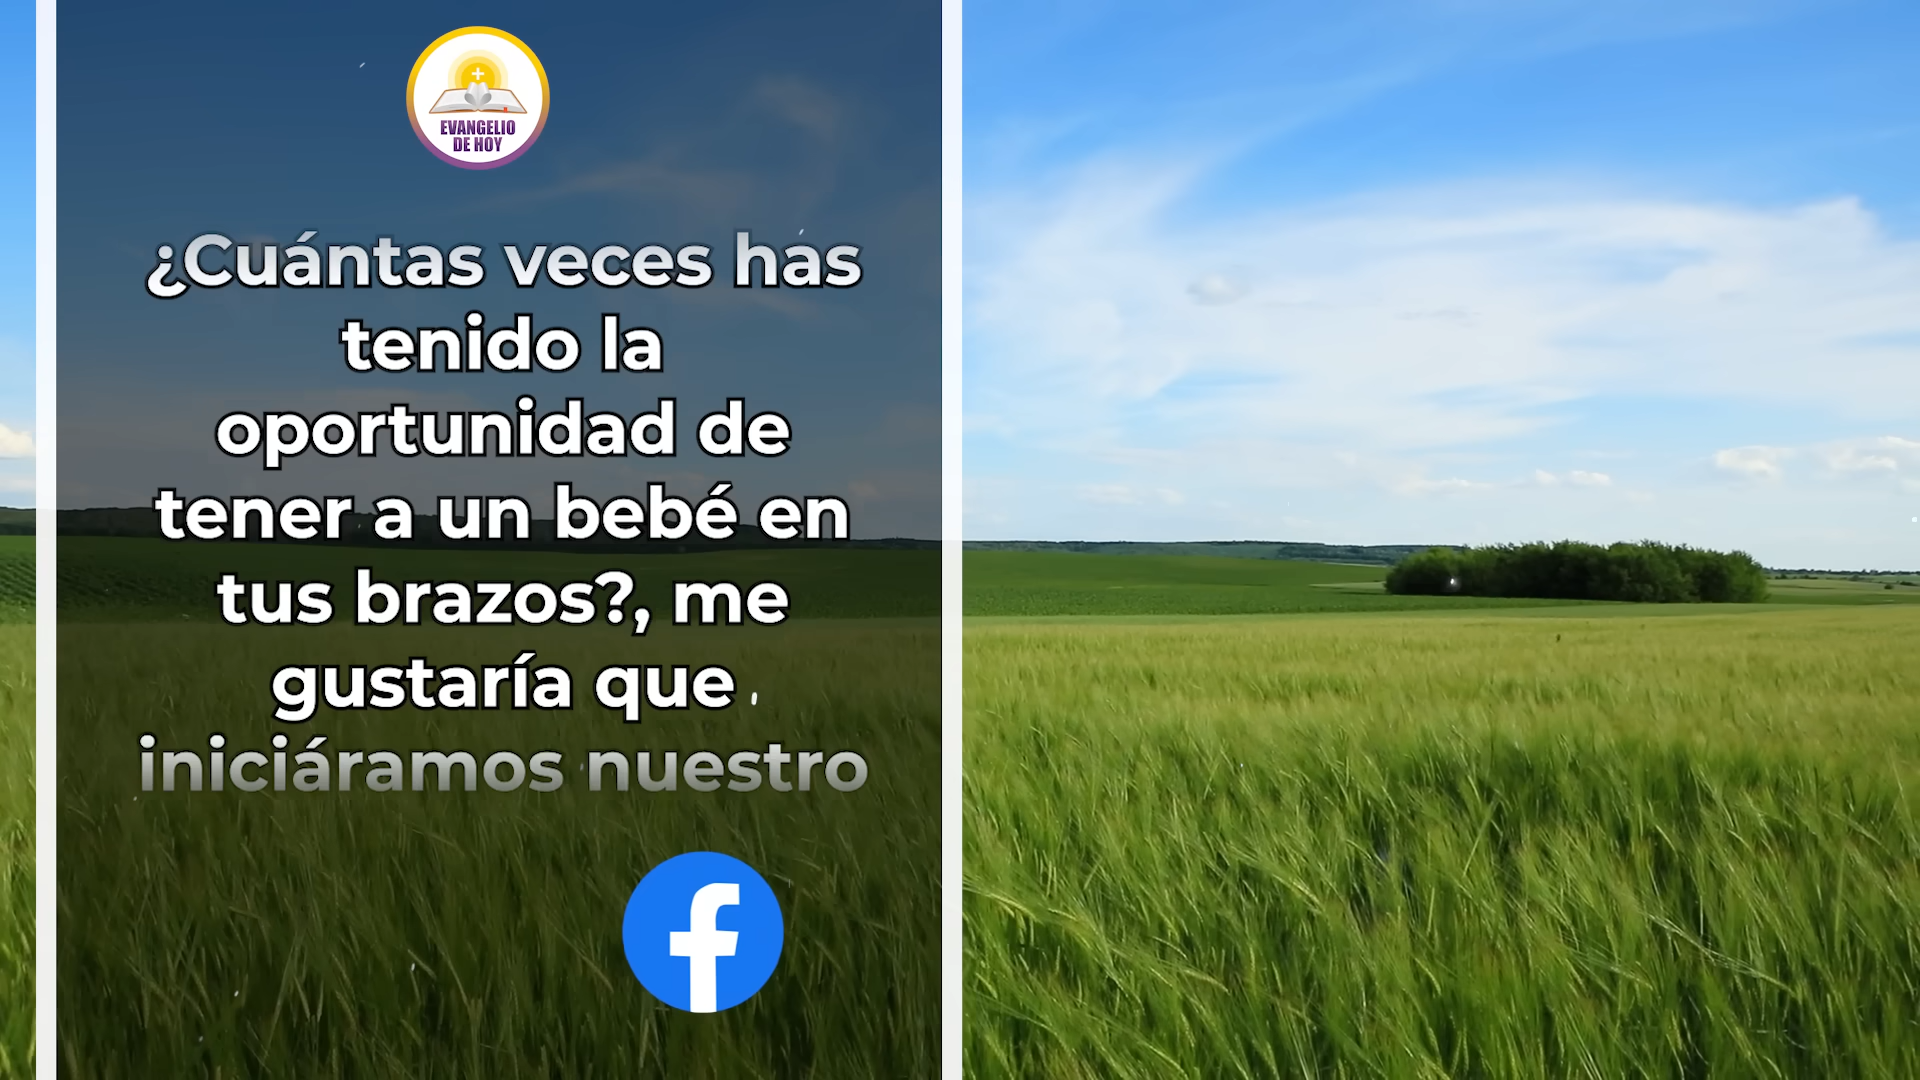 EVANGELIO
DE HOY
¿Cuántas veces has
tenido la
oportunidad de
tener a un bebé en
tus brazos?, me
gustaría que
iniciáramos nuestro